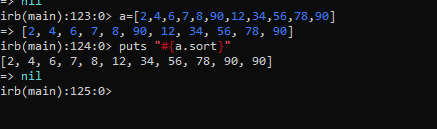 => nil
irb(main):123:0> a=[2,4,6,7,8,90,12,34,56,78,90]
=> [2, 4, 6, 7, 8, 90, 12, 34, 56, 78, 90]
irb(main):124:0> puts "#{a.sort}"
[2, 4, 6, 7, 8, 12, 34, 56, 78, 90, 90]
=> nil
irb(main):125:0>